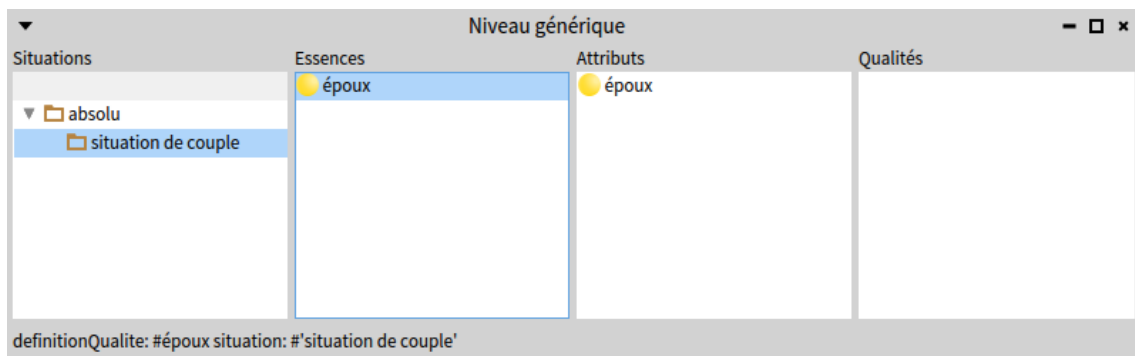 Niveau générique
Situations Essences Attributs Qualités
époux époux
absolu
situation de couple
definitionQualite: #époux situation: #'situation de couple'